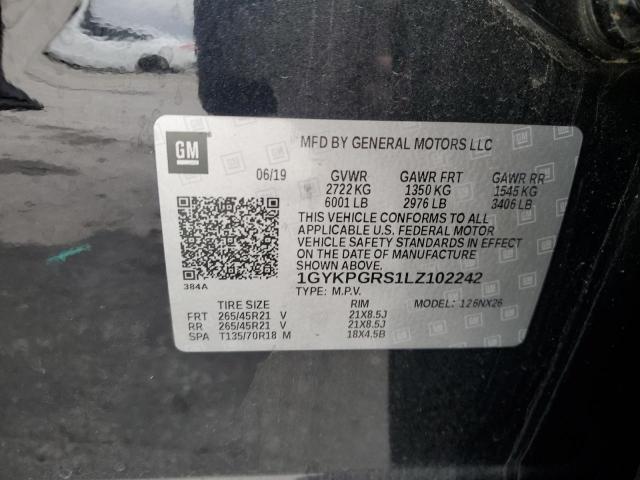 GM
MFD BY GENERAL MOTORS LLC
06/19 GVWR GAWR FRT GAWR RR
2722 KG 1350 KG 1545 KG
6001 LB 2976 LB 3406 LB
THIS VEHICLE CONFORMS TO ALL
APPLICABLE U.S. FEDERAL MOTOR
VEHICLE SAFETY STANDARDS IN EFFECT
ON THE DATE OF MANUFACTURE
SHOWN ABOVE.
1GYKPGRS1LZ102242
384A TYPE: M.P.V.
TIRE SIZE RIM MODEL: 126NX26
FRT 265/45R21 V 21X8.5J
RR 265/45R21 V 21X8.5J
SPA T135/70R18 M 18X4.5B